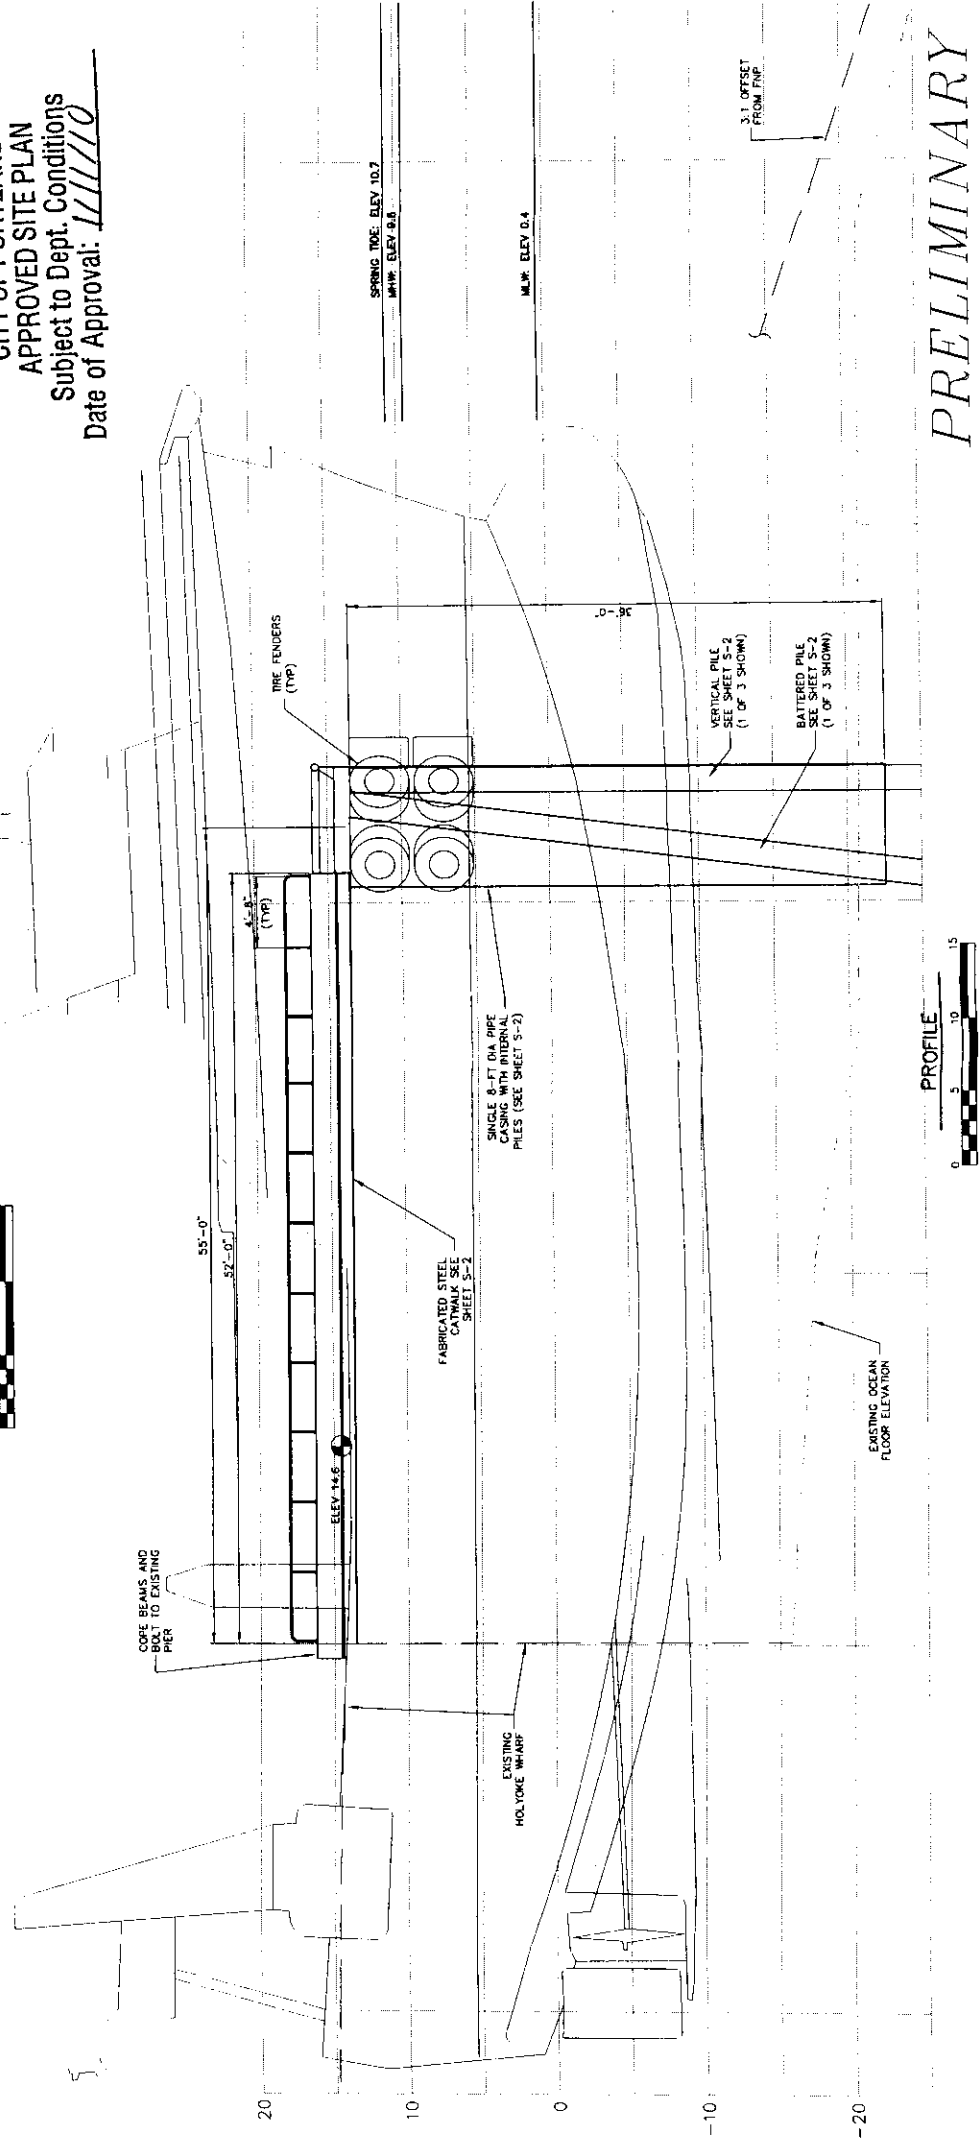 APPROVED SITE PLAN
Subject to Dept. Conditions
Date of Approval:
SPRING TIDE: ELEV 10.7
MHW: ELEV 9.8
MLW: ELEV 0.4
3:1 OFFSET
FROM FNP
TIRE FENDERS
(TYP)
36'-0"
VERTICAL PILE
SEE SHEET S-2
(1 OF 3 SHOWN)
BATTERED PILE
SEE SHEET S-2
(1 OF 3 SHOWN)
4'-8"
(TYP)
55'-0"
52'-0"
SINGLE 8-FT DIA PIPE
CASING WITH INTERNAL
PILES (SEE SHEET S-2)
FABRICATED STEEL
CATWALK SEE
SHEET S-2
ELEV 14.6
COPE BEAMS AND
BOLT TO EXISTING
PIER
EXISTING
HOLYOKE WHARF
EXISTING OCEAN
FLOOR ELEVATION
20
10
0
-10
-20
PROFILE
0 5 10 15
PRELIMINARY